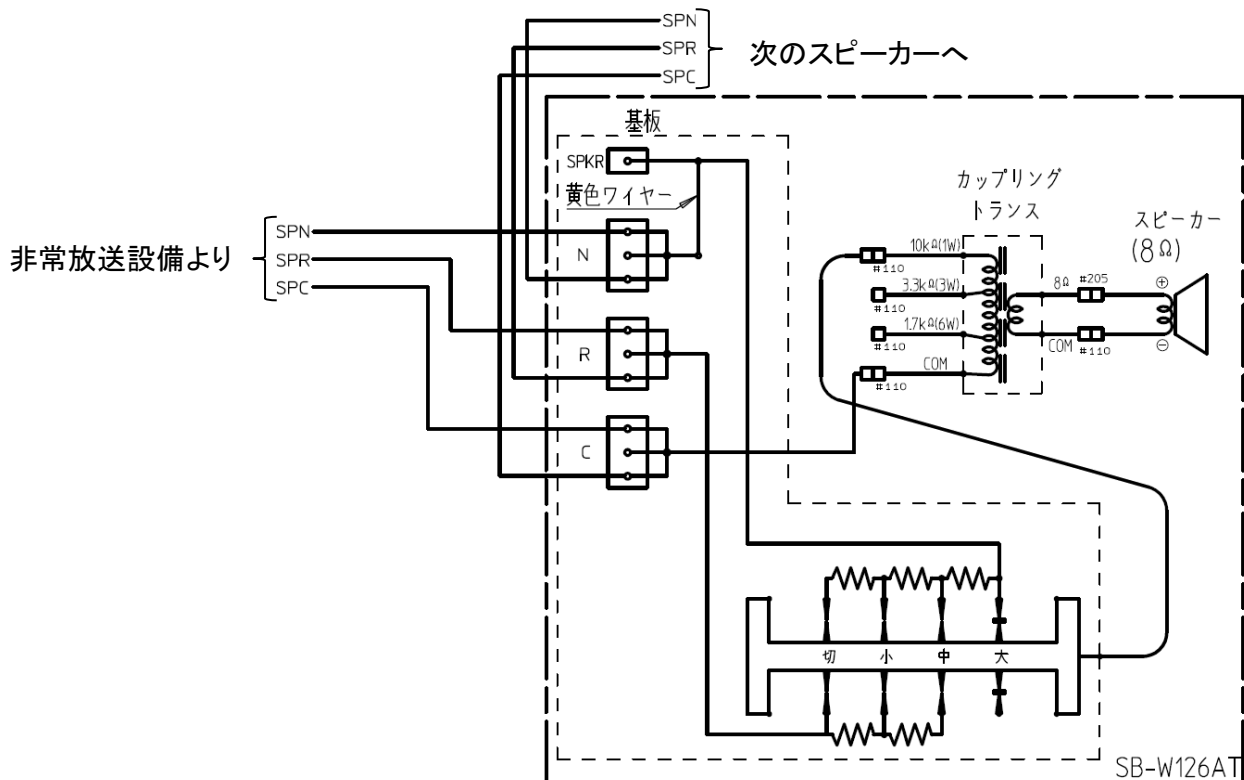 SPN
SPR
SPC
次のスピーカーへ
基板
SPKR
黄色ワイヤー
カップリング
トランス
スピーカー
(8Ω)
非常放送設備より
SPN
SPR
SPC
N
R
C
10kΩ(1W)
#110
3.3kΩ(3W)
#110
1.7kΩ(6W)
#110
COM
#110
8Ω
#205
COM
#110
⊕
⊖
切
小
中
大
SB-W126AT